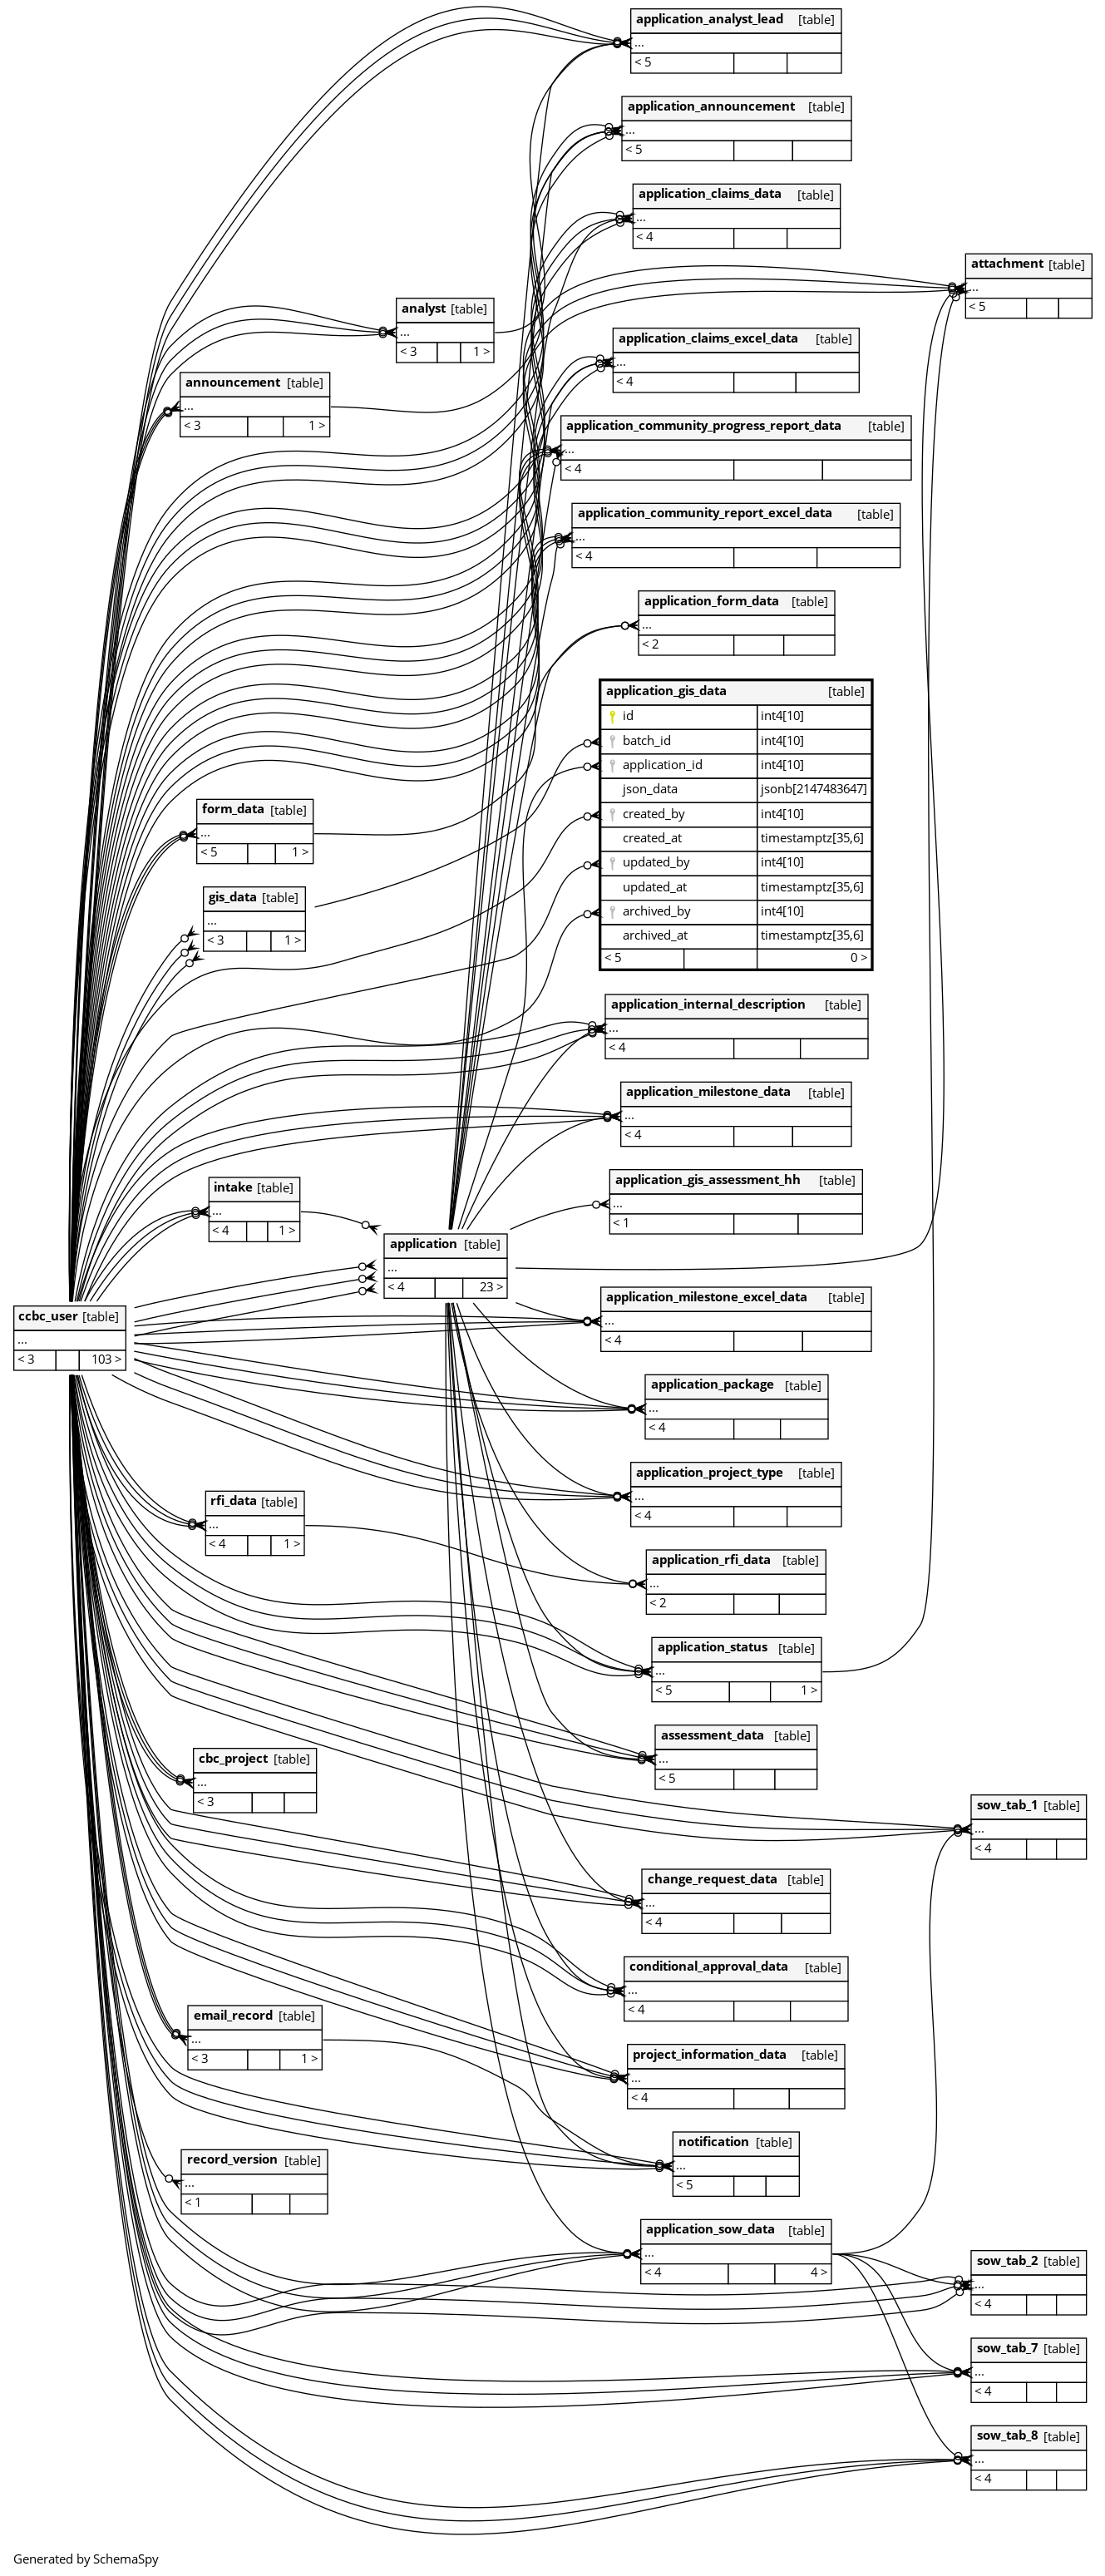 application_analyst_lead [table]
...
< 5
application_announcement [table]
...
< 5
application_claims_data [table]
...
< 4
attachment [table]
...
< 5
analyst [table]
...
< 3 1 >
application_claims_excel_data [table]
...
< 4
announcement [table]
...
< 3 1 >
application_community_progress_report_data [table]
...
< 4
application_community_report_excel_data [table]
...
< 4
application_form_data [table]
...
< 2
application_gis_data [table]
id int4[10]
batch_id int4[10]
application_id int4[10]
json_data jsonb[2147483647]
created_by int4[10]
created_at timestamptz[35,6]
updated_by int4[10]
updated_at timestamptz[35,6]
archived_by int4[10]
archived_at timestamptz[35,6]
< 5 0 >
form_data [table]
...
< 5 1 >
gis_data [table]
...
< 3 1 >
application_internal_description [table]
...
< 4
application_milestone_data [table]
...
< 4
intake [table]
...
< 4 1 >
application_gis_assessment_hh [table]
...
< 1
application [table]
...
< 4 23 >
ccbc_user [table]
...
< 3 103 >
application_milestone_excel_data [table]
...
< 4
application_package [table]
...
< 4
application_project_type [table]
...
< 4
rfi_data [table]
...
< 4 1 >
application_rfi_data [table]
...
< 2
application_status [table]
...
< 5 1 >
assessment_data [table]
...
< 5
cbc_project [table]
...
< 3
sow_tab_1 [table]
...
< 4
change_request_data [table]
...
< 4
conditional_approval_data [table]
...
< 4
email_record [table]
...
< 3 1 >
project_information_data [table]
...
< 4
notification [table]
...
< 5
record_version [table]
...
< 1
application_sow_data [table]
...
< 4 4 >
sow_tab_2 [table]
...
< 4
sow_tab_7 [table]
...
< 4
sow_tab_8 [table]
...
< 4
Generated by SchemaSpy